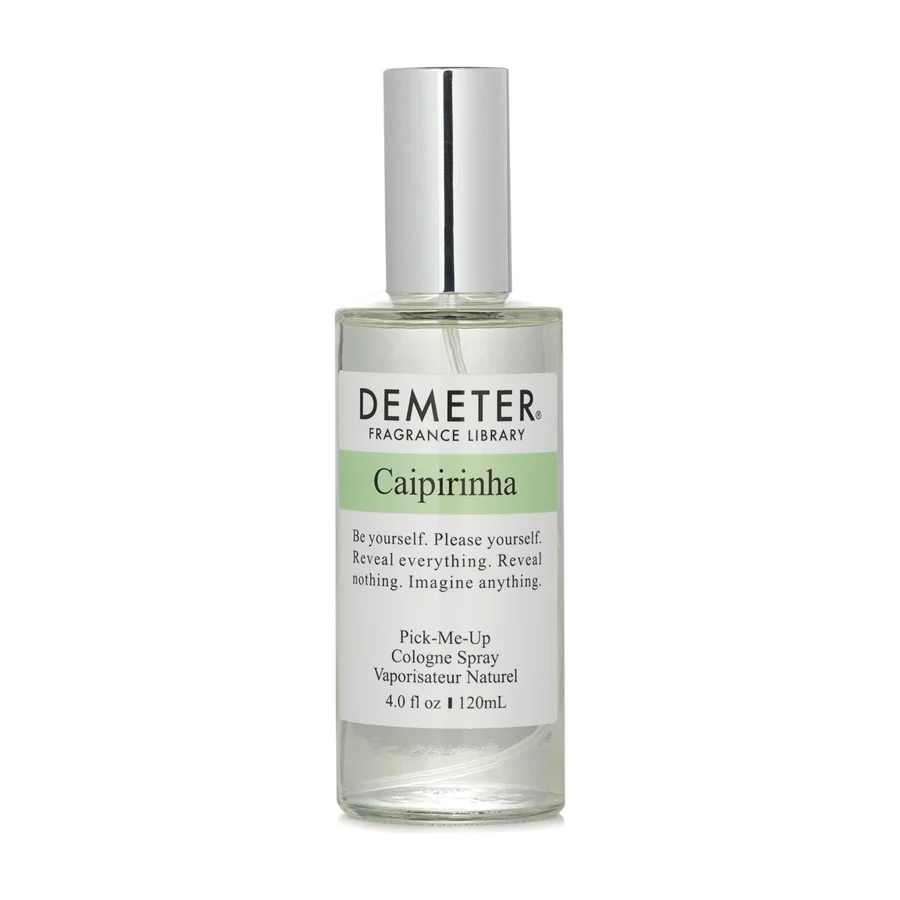 DEMETER®
FRAGRANCE LIBRARY
Caipirinha
Be yourself. Please yourself.
Reveal everything. Reveal
nothing. Imagine anything.
Pick-Me-Up
Cologne Spray
Vaporisateur Naturel
4.0 fl oz ▌120mL